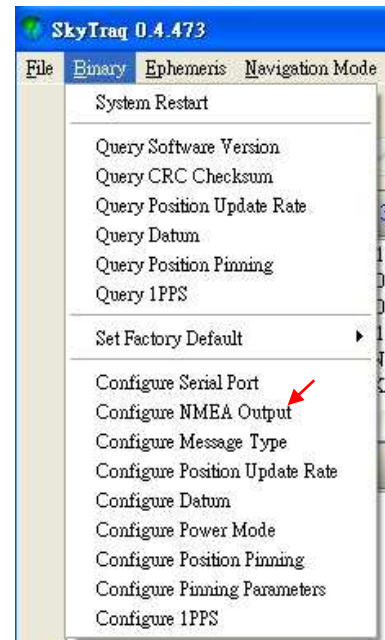 SkyTraq 0.4.473
File Binary Ephemeris Navigation Mode
System Restart
Query Software Version
Query CRC Checksum
Query Position Update Rate
Query Datum
Query Position Pinning
Query 1PPS
Set Factory Default
Configure Serial Port
Configure NMEA Output
Configure Message Type
Configure Position Update Rate
Configure Datum
Configure Power Mode
Configure Position Pinning
Configure Pinning Parameters
Configure 1PPS